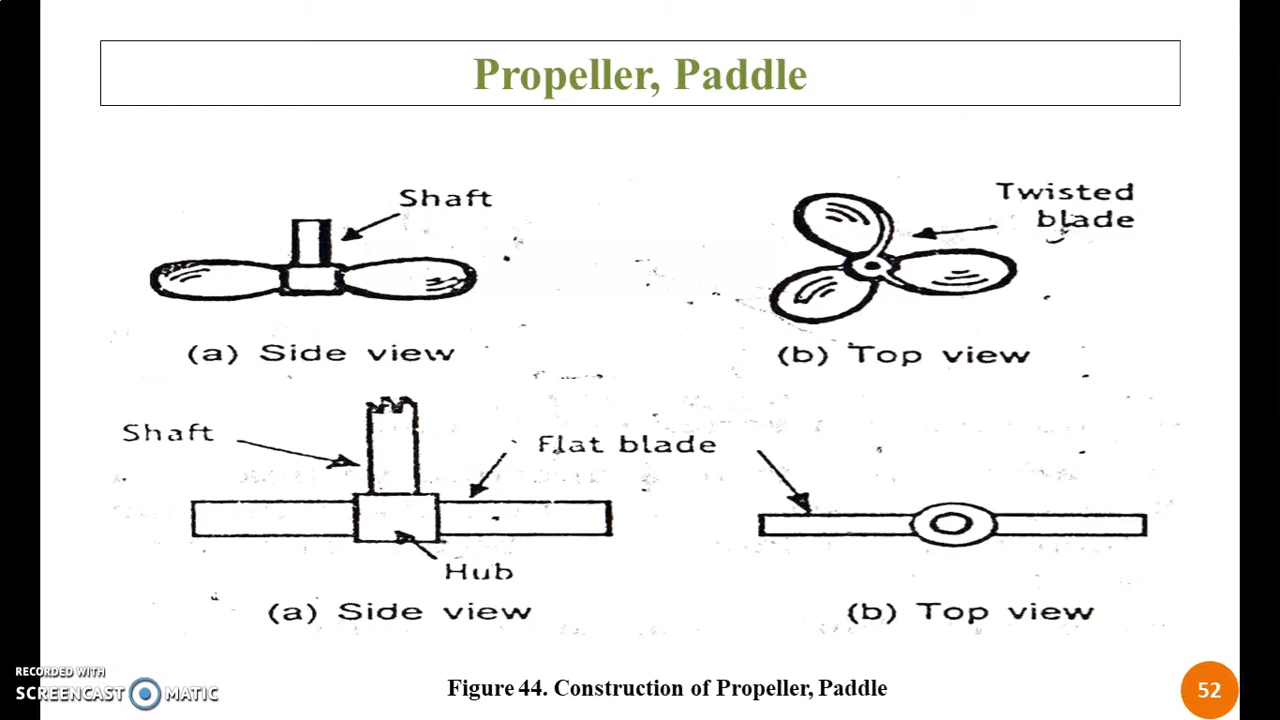 Propeller, Paddle
Shaft
Twisted
blade
(a) Side view
(b) Top view
Shaft
Flat blade
Hub
(a) Side view
(b) Top view
Figure 44. Construction of Propeller, Paddle
52
RECORDED WITH
SCREENCAST MATIC